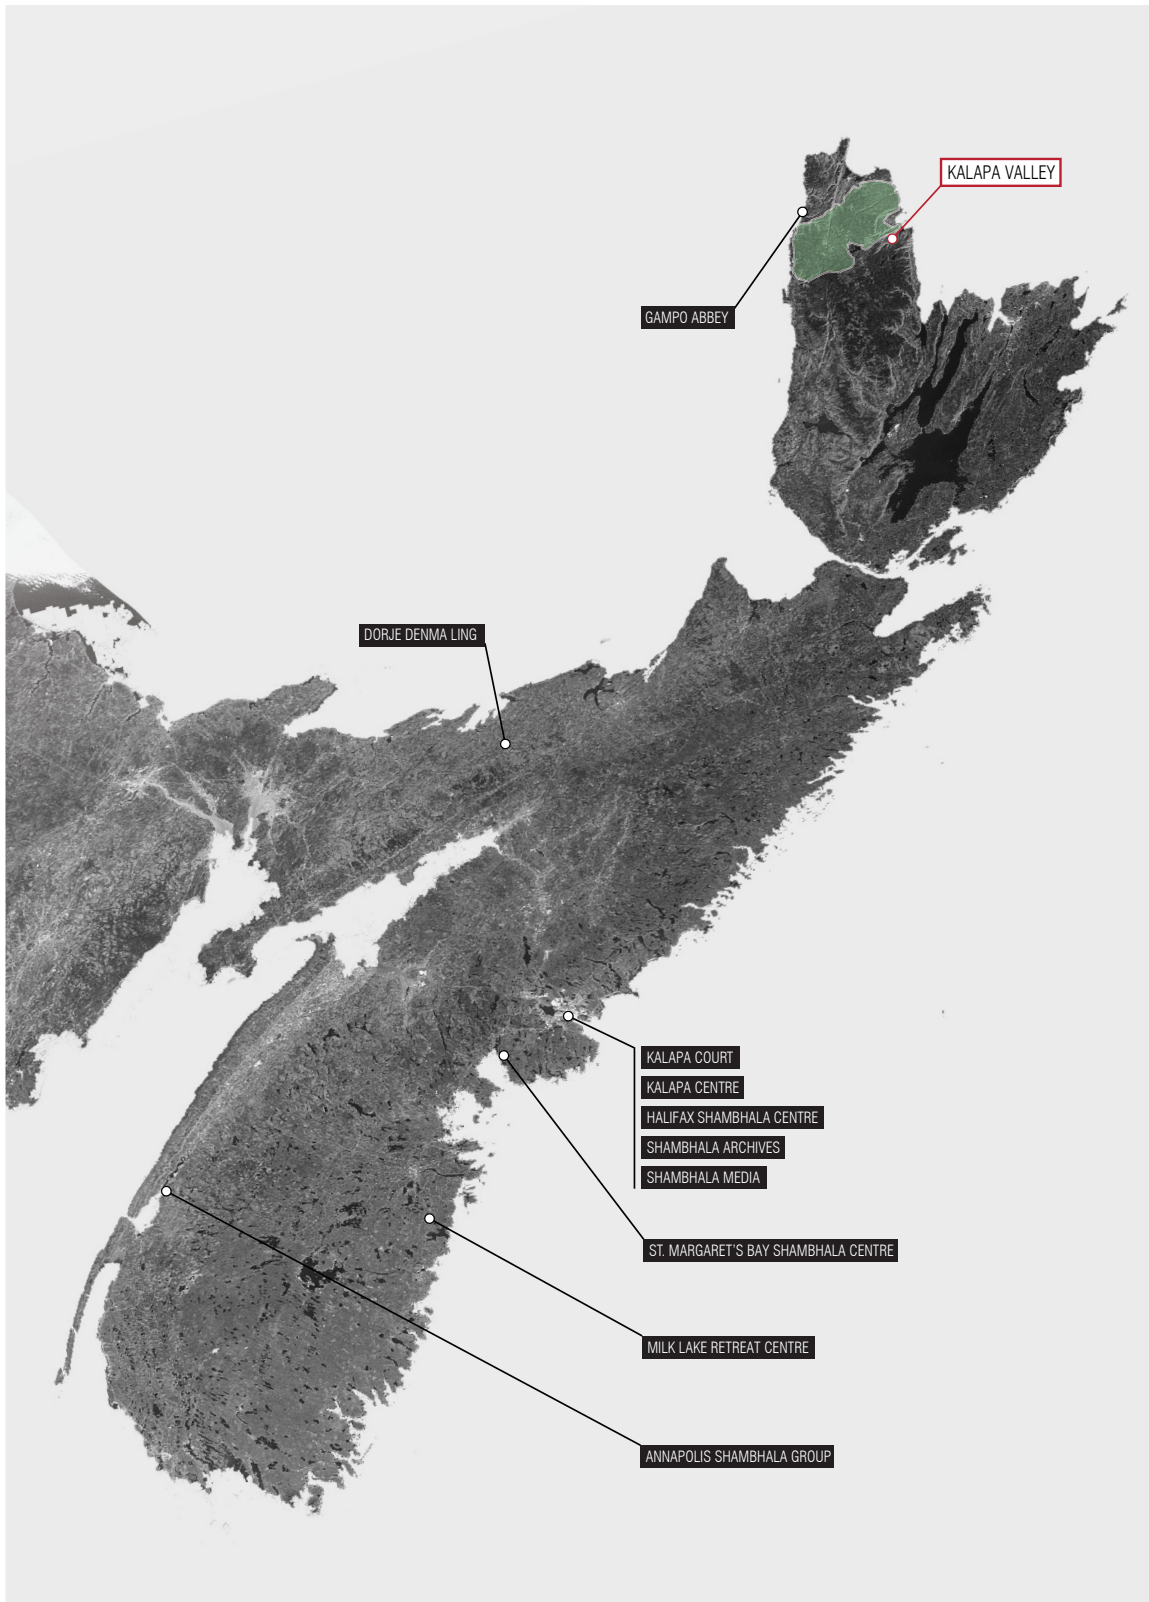 KALAPA VALLEY
GAMPO ABBEY
DORJE DENMA LING
KALAPA COURT
KALAPA CENTRE
HALIFAX SHAMBHALA CENTRE
SHAMBHALA ARCHIVES
SHAMBHALA MEDIA
ST. MARGARET'S BAY SHAMBHALA CENTRE
MILK LAKE RETREAT CENTRE
ANNAPOLIS SHAMBHALA GROUP